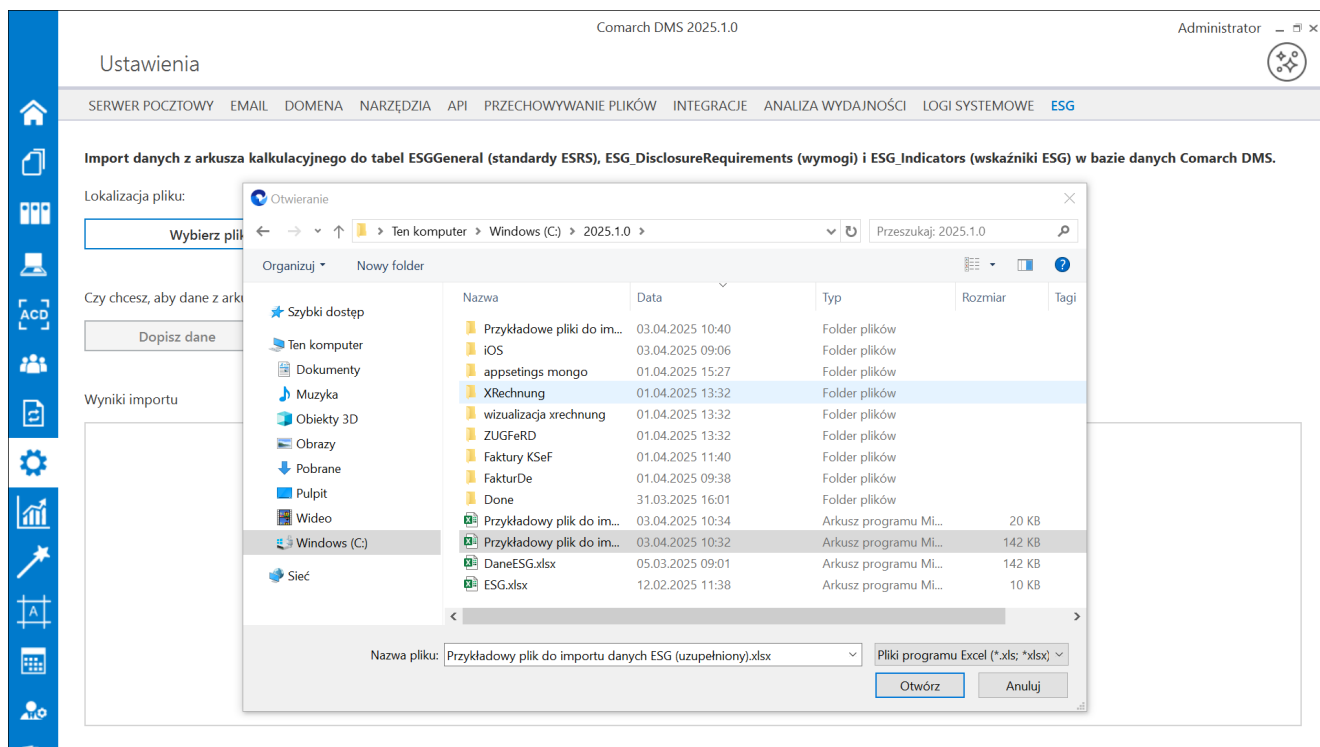 Comarch DMS 2025.1.0
Administrator
Ustawienia
SERWER POCZTOWY EMAIL DOMENA NARZĘDZIA API PRZECHOWYWANIE PLIKÓW INTEGRACJE ANALIZA WYDAJNOŚCI LOGI SYSTEMOWE ESG
Import danych z arkusza kalkulacyjnego do tabel ESGGeneral (standardy ESRS), ESG_DisclosureRequirements (wymogi) i ESG_Indicators (wskaźniki ESG) w bazie danych Comarch DMS.
Lokalizacja pliku:
Wybierz plik
Czy chcesz, aby dane z arku
Dopisz dane
Wyniki importu
ACD
A
Otwieranie
Ten komputer > Windows (C:) > 2025.1.0 >
Przeszukaj: 2025.1.0
Organizuj
Nowy folder
Szybki dostęp
Ten komputer
Dokumenty
Muzyka
Obiekty 3D
Obrazy
Pobrane
Pulpit
Wideo
Windows (C:)
Sieć
Nazwa Data Typ Rozmiar Tagi
Przykładowe pliki do im... 03.04.2025 10:40 Folder plików
iOS 03.04.2025 09:06 Folder plików
appsetings mongo 01.04.2025 15:27 Folder plików
XRechnung 01.04.2025 13:32 Folder plików
wizualizacja xrechnung 01.04.2025 13:32 Folder plików
ZUGFeRD 01.04.2025 13:32 Folder plików
Faktury KSeF 01.04.2025 11:40 Folder plików
FakturDe 01.04.2025 09:38 Folder plików
Done 31.03.2025 16:01 Folder plików
Przykładowy plik do im... 03.04.2025 10:34 Arkusz programu Mi... 20 KB
Przykładowy plik do im... 03.04.2025 10:32 Arkusz programu Mi... 142 KB
DaneESG.xlsx 05.03.2025 09:01 Arkusz programu Mi... 142 KB
ESG.xlsx 12.02.2025 11:38 Arkusz programu Mi... 10 KB
Nazwa pliku: Przykładowy plik do importu danych ESG (uzupełniony).xlsx
Pliki programu Excel (*.xls; *xlsx)
Otwórz
Anuluj